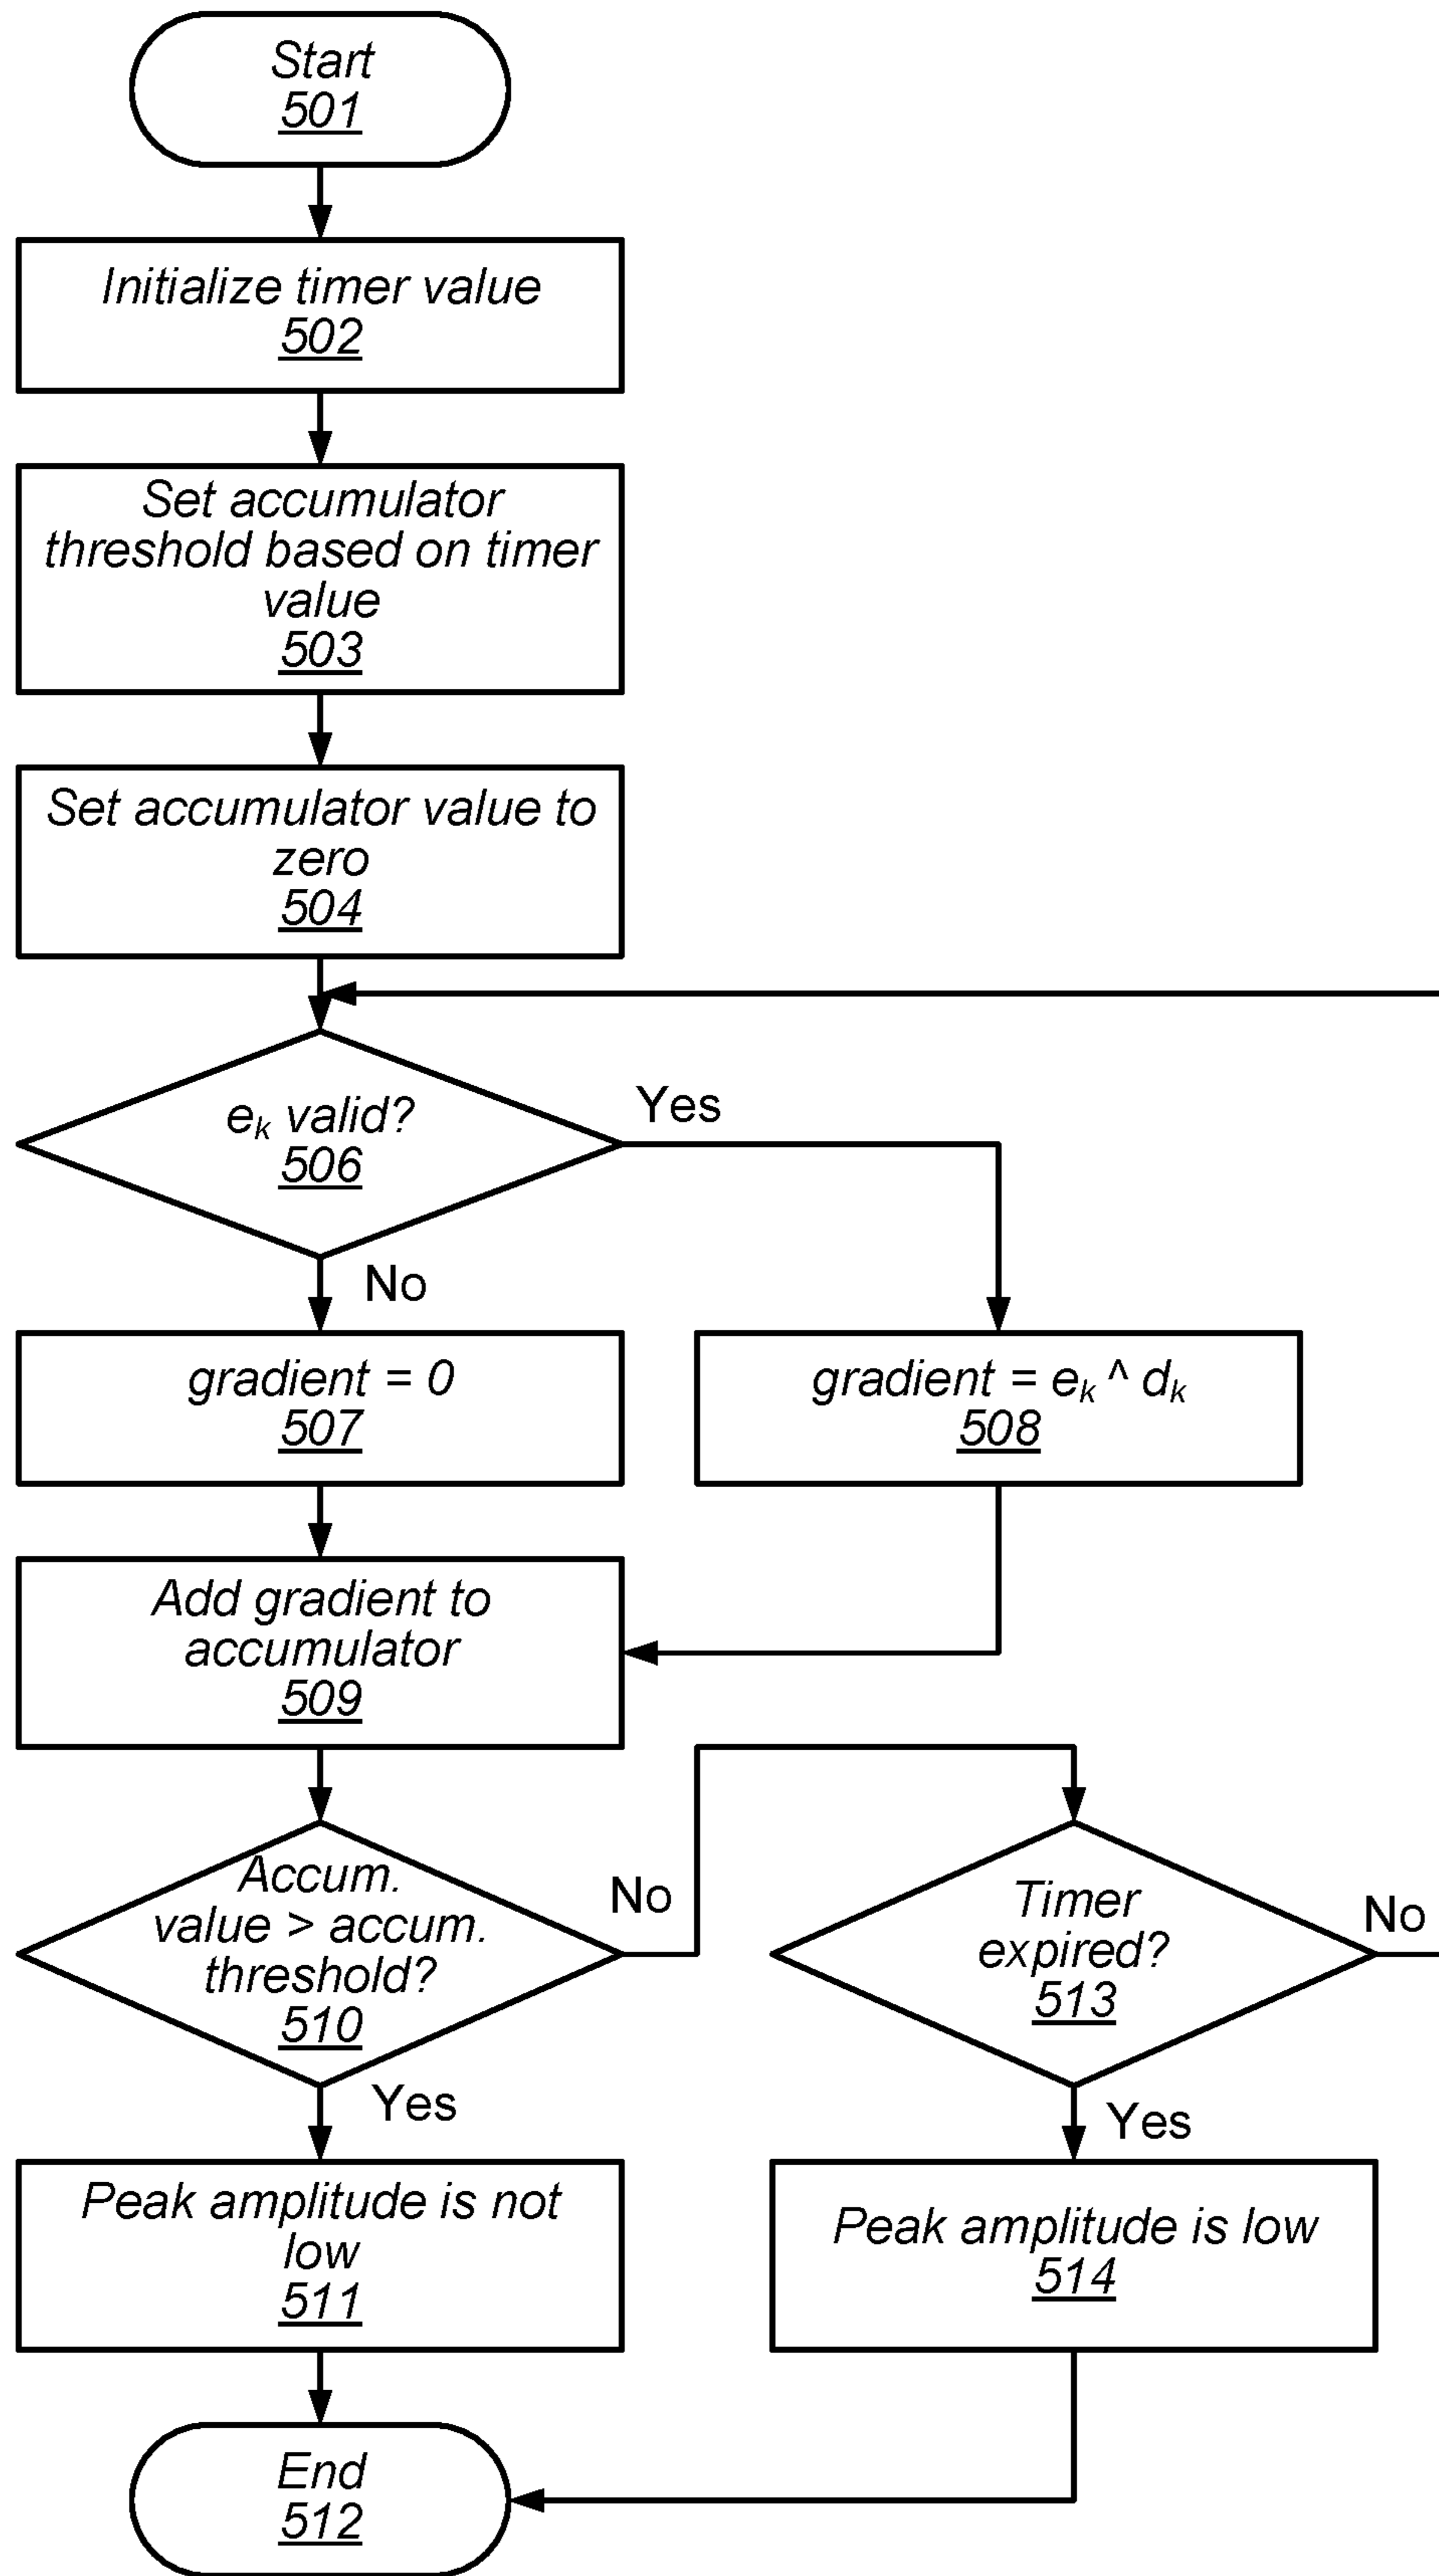 Start
501
Initialize timer value
502
Set accumulator
threshold based on timer
value
503
Set accumulator value to
zero
504
eₖ valid?
506
Yes
No
gradient = 0
507
gradient = eₖ ^ dₖ
508
Add gradient to
accumulator
509
Accum.
value > accum.
threshold?
510
No
Timer
expired?
513
No
Yes
Yes
Peak amplitude is not
low
511
Peak amplitude is low
514
End
512